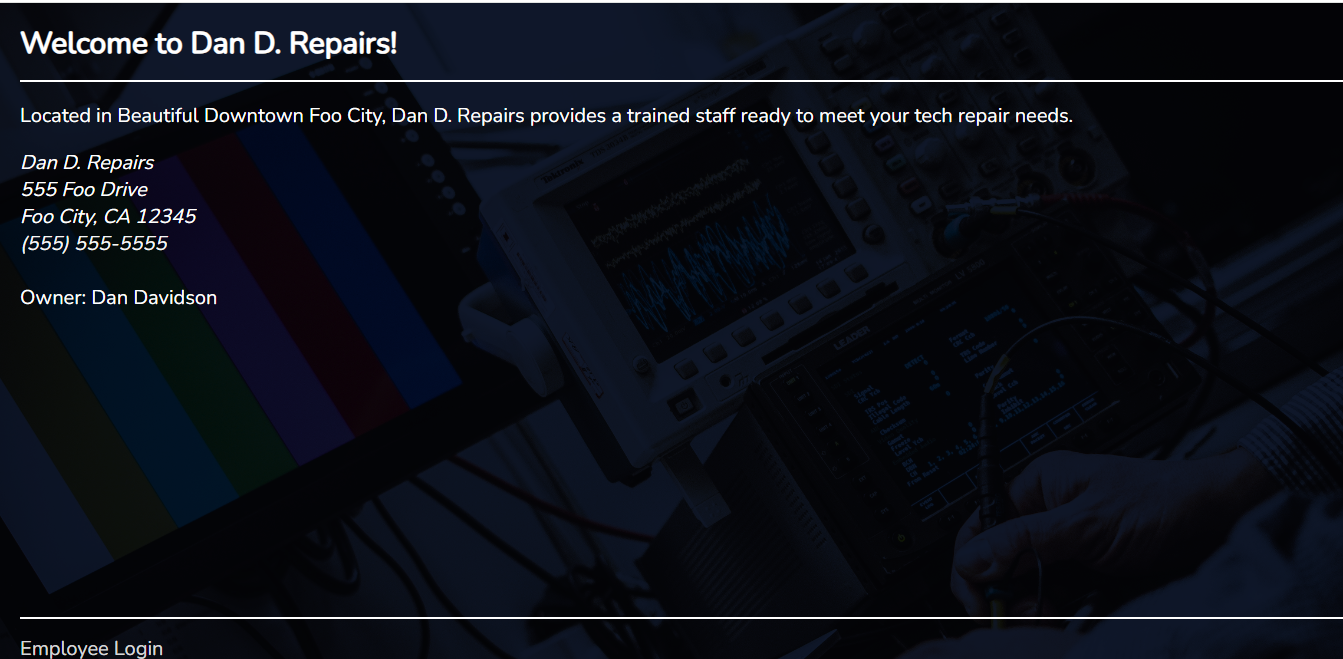 Welcome to Dan D. Repairs!
Located in Beautiful Downtown Foo City, Dan D. Repairs provides a trained staff ready to meet your tech repair needs.
Dan D. Repairs
555 Foo Drive
Foo City, CA 12345
(555) 555-5555
Owner: Dan Davidson
Tektronix
LEADER
Employee Login